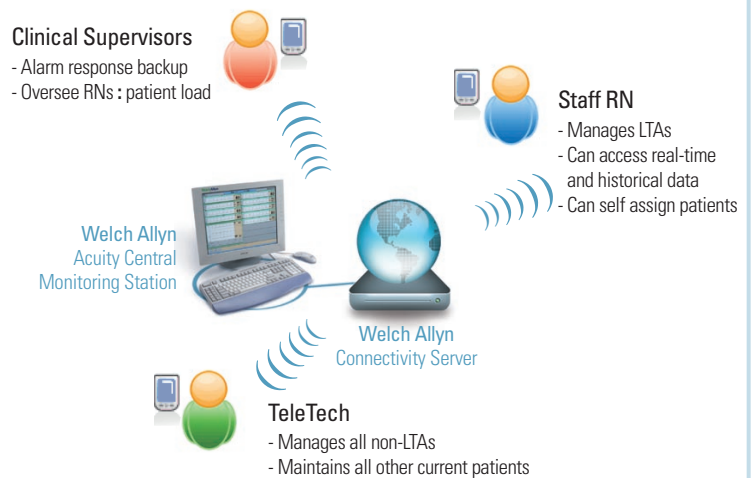 Clinical Supervisors
- Alarm response backup
- Oversee RNs : patient load
Staff RN
- Manages LTAs
- Can access real-time
and historical data
- Can self assign patients
Welch Allyn
Acuity Central
Monitoring Station
Welch Allyn
Connectivity Server
TeleTech
- Manages all non-LTAs
- Maintains all other current patients